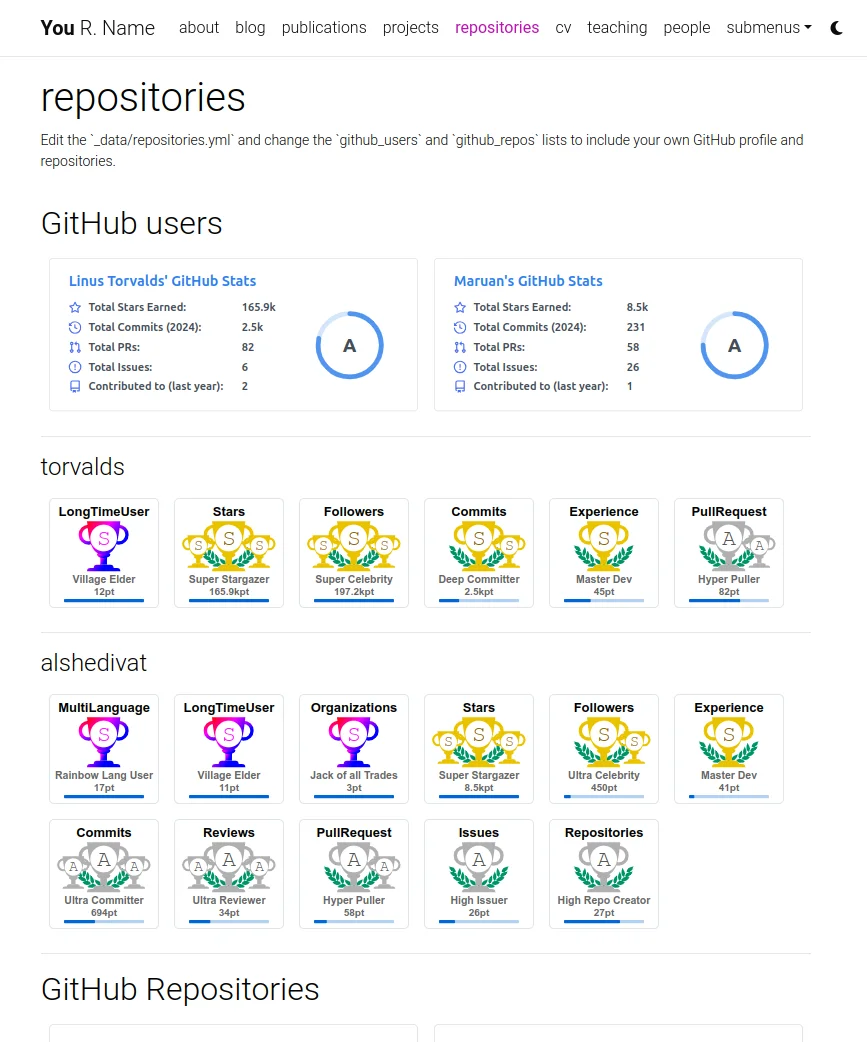 You R. Name about blog publications projects repositories cv teaching people submenus
repositories
Edit the `_data/repositories.yml` and change the `github_users` and `github_repos` lists to include your own GitHub profile and
repositories.
GitHub users
Linus Torvalds' GitHub Stats
Total Stars Earned: 165.9k
Total Commits (2024): 2.5k
Total PRs: 82
Total Issues: 6
Contributed to (last year): 2
A
Maruan's GitHub Stats
Total Stars Earned: 8.5k
Total Commits (2024): 231
Total PRs: 58
Total Issues: 26
Contributed to (last year): 1
A
torvalds
LongTimeUser
S
Village Elder
12pt
Stars
S S S
Super Stargazer
165.9kpt
Followers
S S S
Super Celebrity
197.2kpt
Commits
S S
Deep Committer
2.5kpt
Experience
S
Master Dev
45pt
PullRequest
A A
Hyper Puller
82pt
alshedivat
MultiLanguage
S
Rainbow Lang User
17pt
LongTimeUser
S
Village Elder
11pt
Organizations
S
Jack of all Trades
3pt
Stars
S S S
Super Stargazer
8.5kpt
Followers
S S
Ultra Celebrity
450pt
Experience
S
Master Dev
41pt
Commits
A A A
Ultra Committer
694pt
Reviews
A A A
Ultra Reviewer
34pt
PullRequest
A A
Hyper Puller
58pt
Issues
A
High Issuer
26pt
Repositories
A
High Repo Creator
27pt
GitHub Repositories